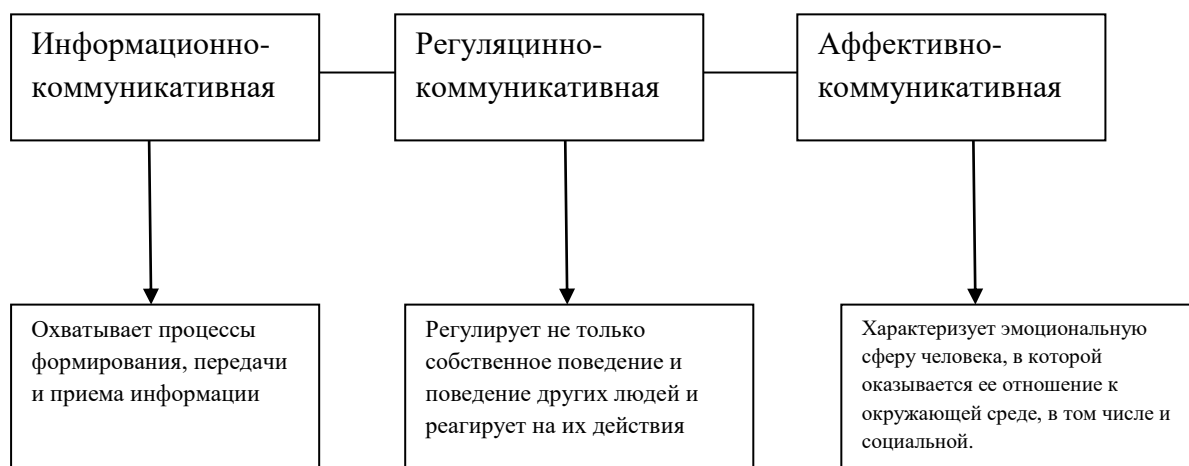 Информационно-
коммуникативная
Регуляцинно-
коммуникативная
Аффективно-
коммуникативная
Охватывает процессы
формирования, передачи
и приема информации
Регулирует не только
собственное поведение и
поведение других людей и
реагирует на их действия
Характеризует эмоциональную
сферу человека, в которой
оказывается ее отношение к
окружающей среде, в том числе и
социальной.